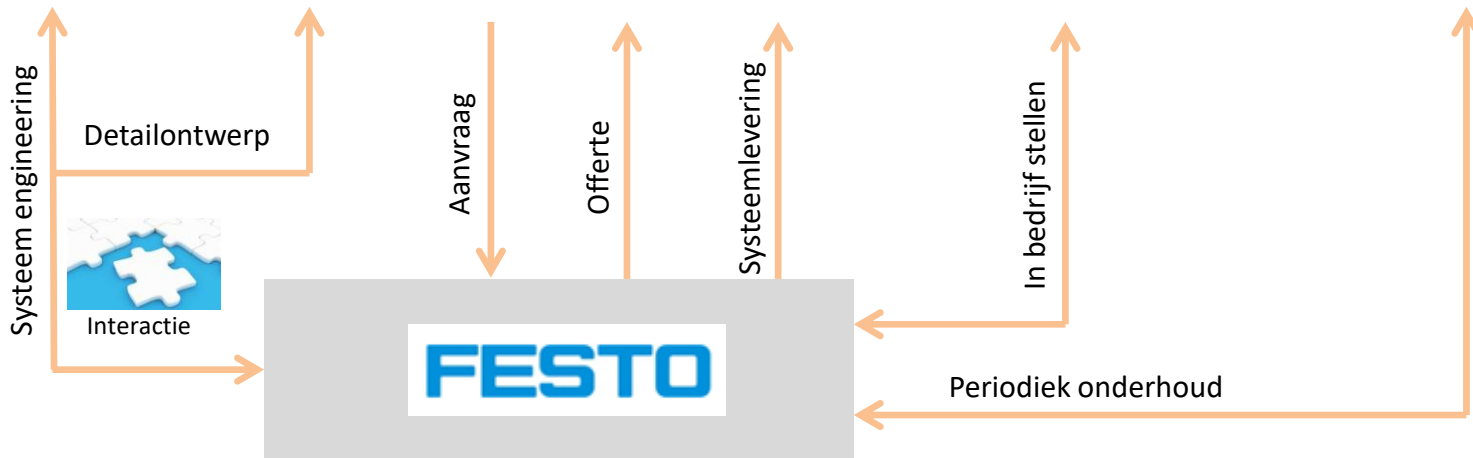 Systeem engineering
Detailontwerp
Interactie
Aanvraag
Offerte
Systeemlevering
In bedrijf stellen
FESTO
Periodiek onderhoud